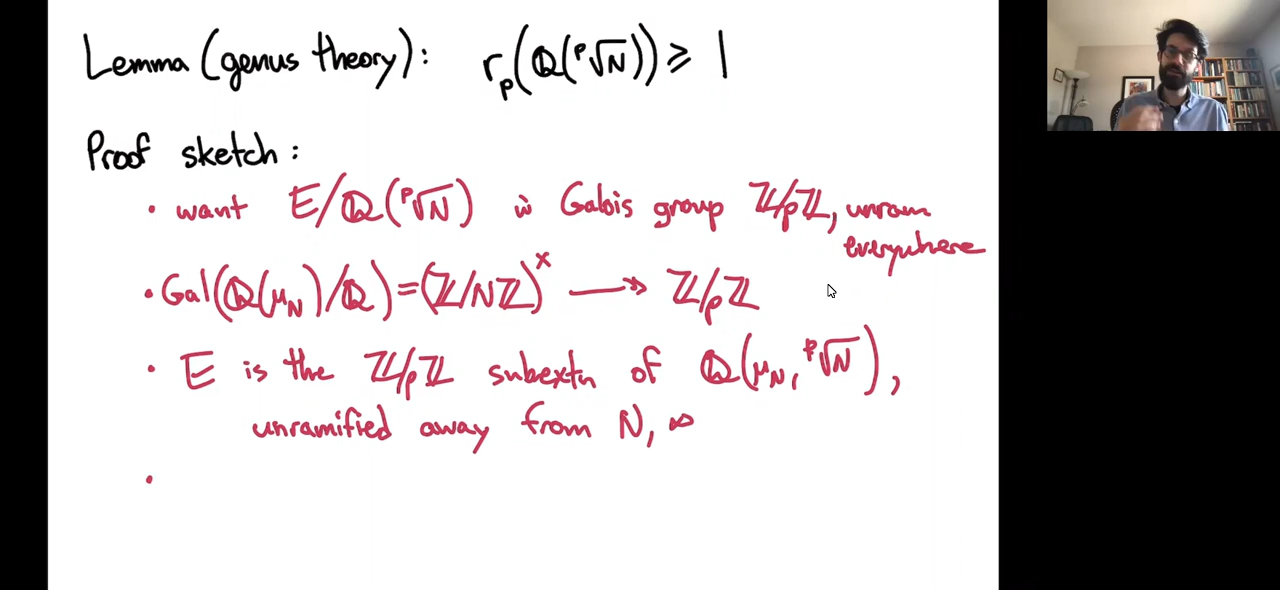 Lemma (genus theory): r_p(ℚ(ᵖ√N)) ≥ 1
Proof sketch:
• want E/ℚ(ᵖ√N) w Galois group ℤ/pℤ, unram
everywhere
• Gal(ℚ(μ_N)/ℚ) = (ℤ/Nℤ)^× ↠ ℤ/pℤ
• E is the ℤ/pℤ subextn of ℚ(μ_N, ᵖ√N),
unramified away from N, ∞
•